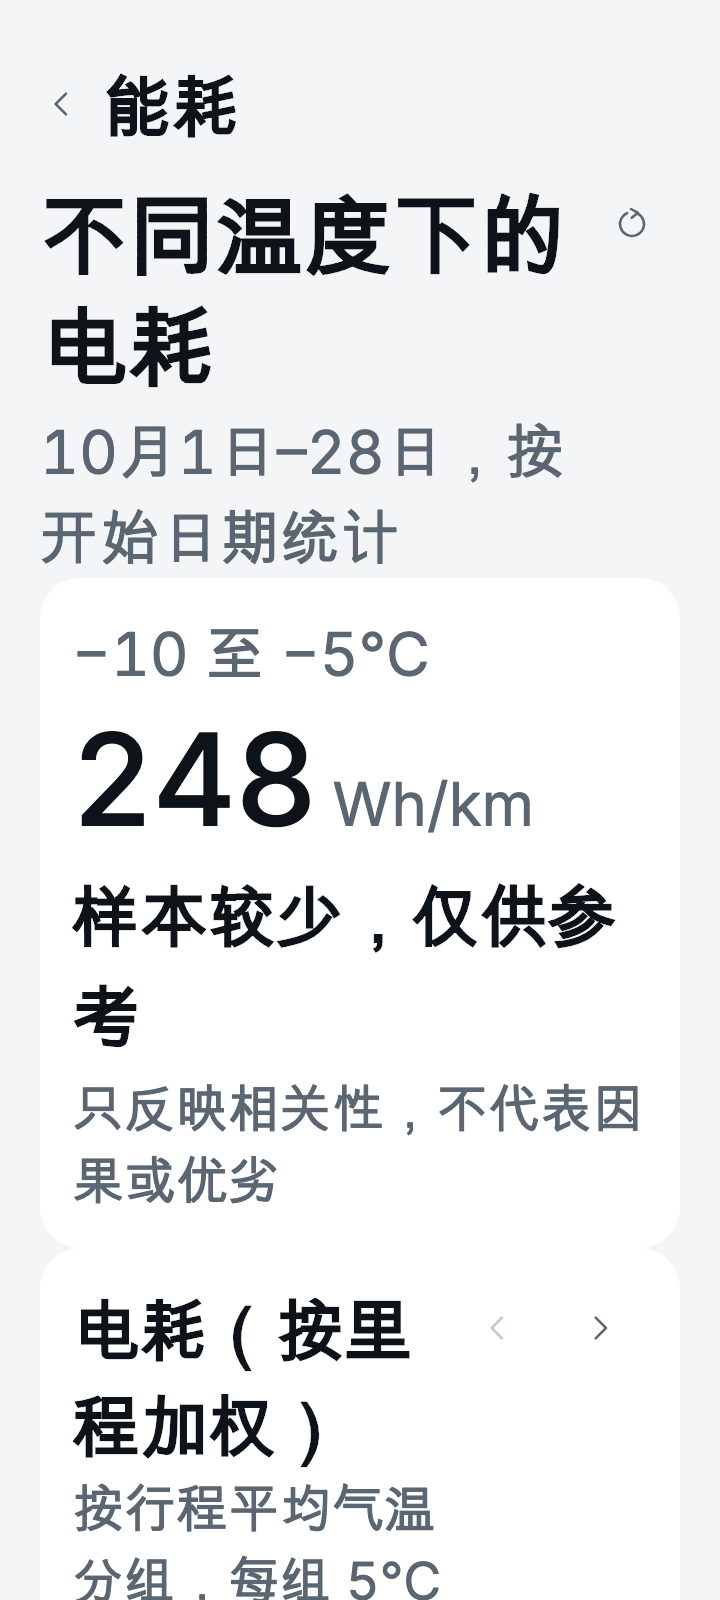 能耗
不同温度下的
电耗
10月1日–28日，按
开始日期统计
−10 至 −5°C
248 Wh/km
样本较少，仅供参
考
只反映相关性，不代表因
果或优劣
电耗（按里
程加权）
按行程平均气温
分组，每组 5°C